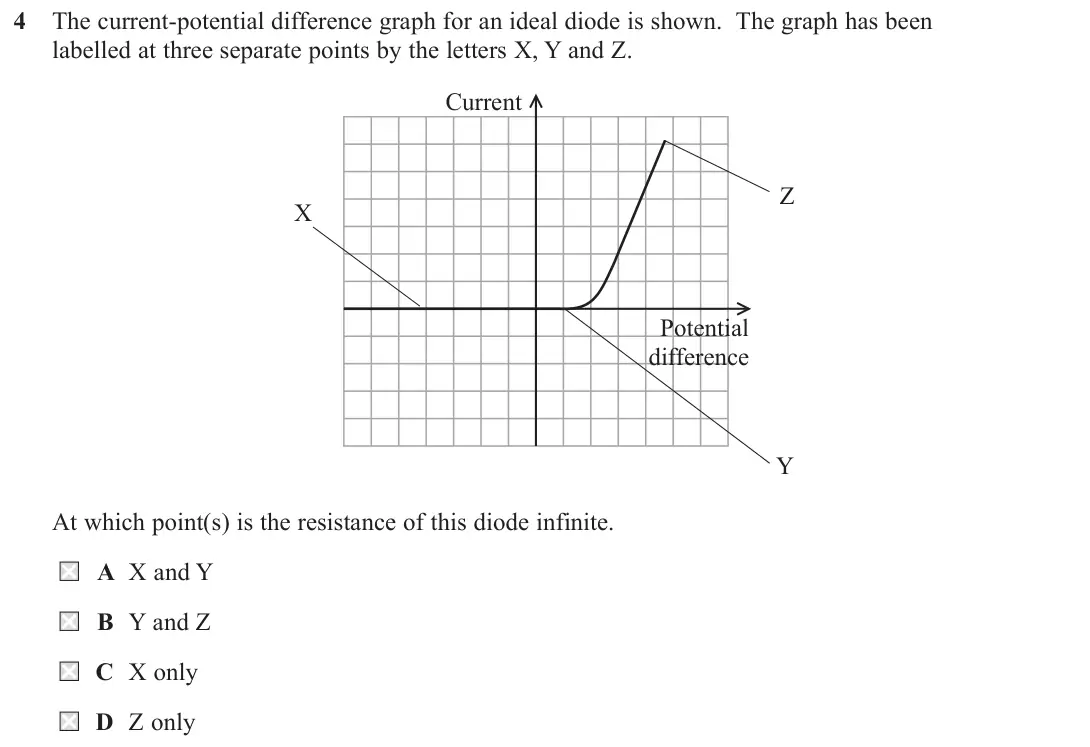 4 The current-potential difference graph for an ideal diode is shown. The graph has been
labelled at three separate points by the letters X, Y and Z.
Current
Z
X
Potential
difference
Y
At which point(s) is the resistance of this diode infinite.
A X and Y
B Y and Z
C X only
D Z only